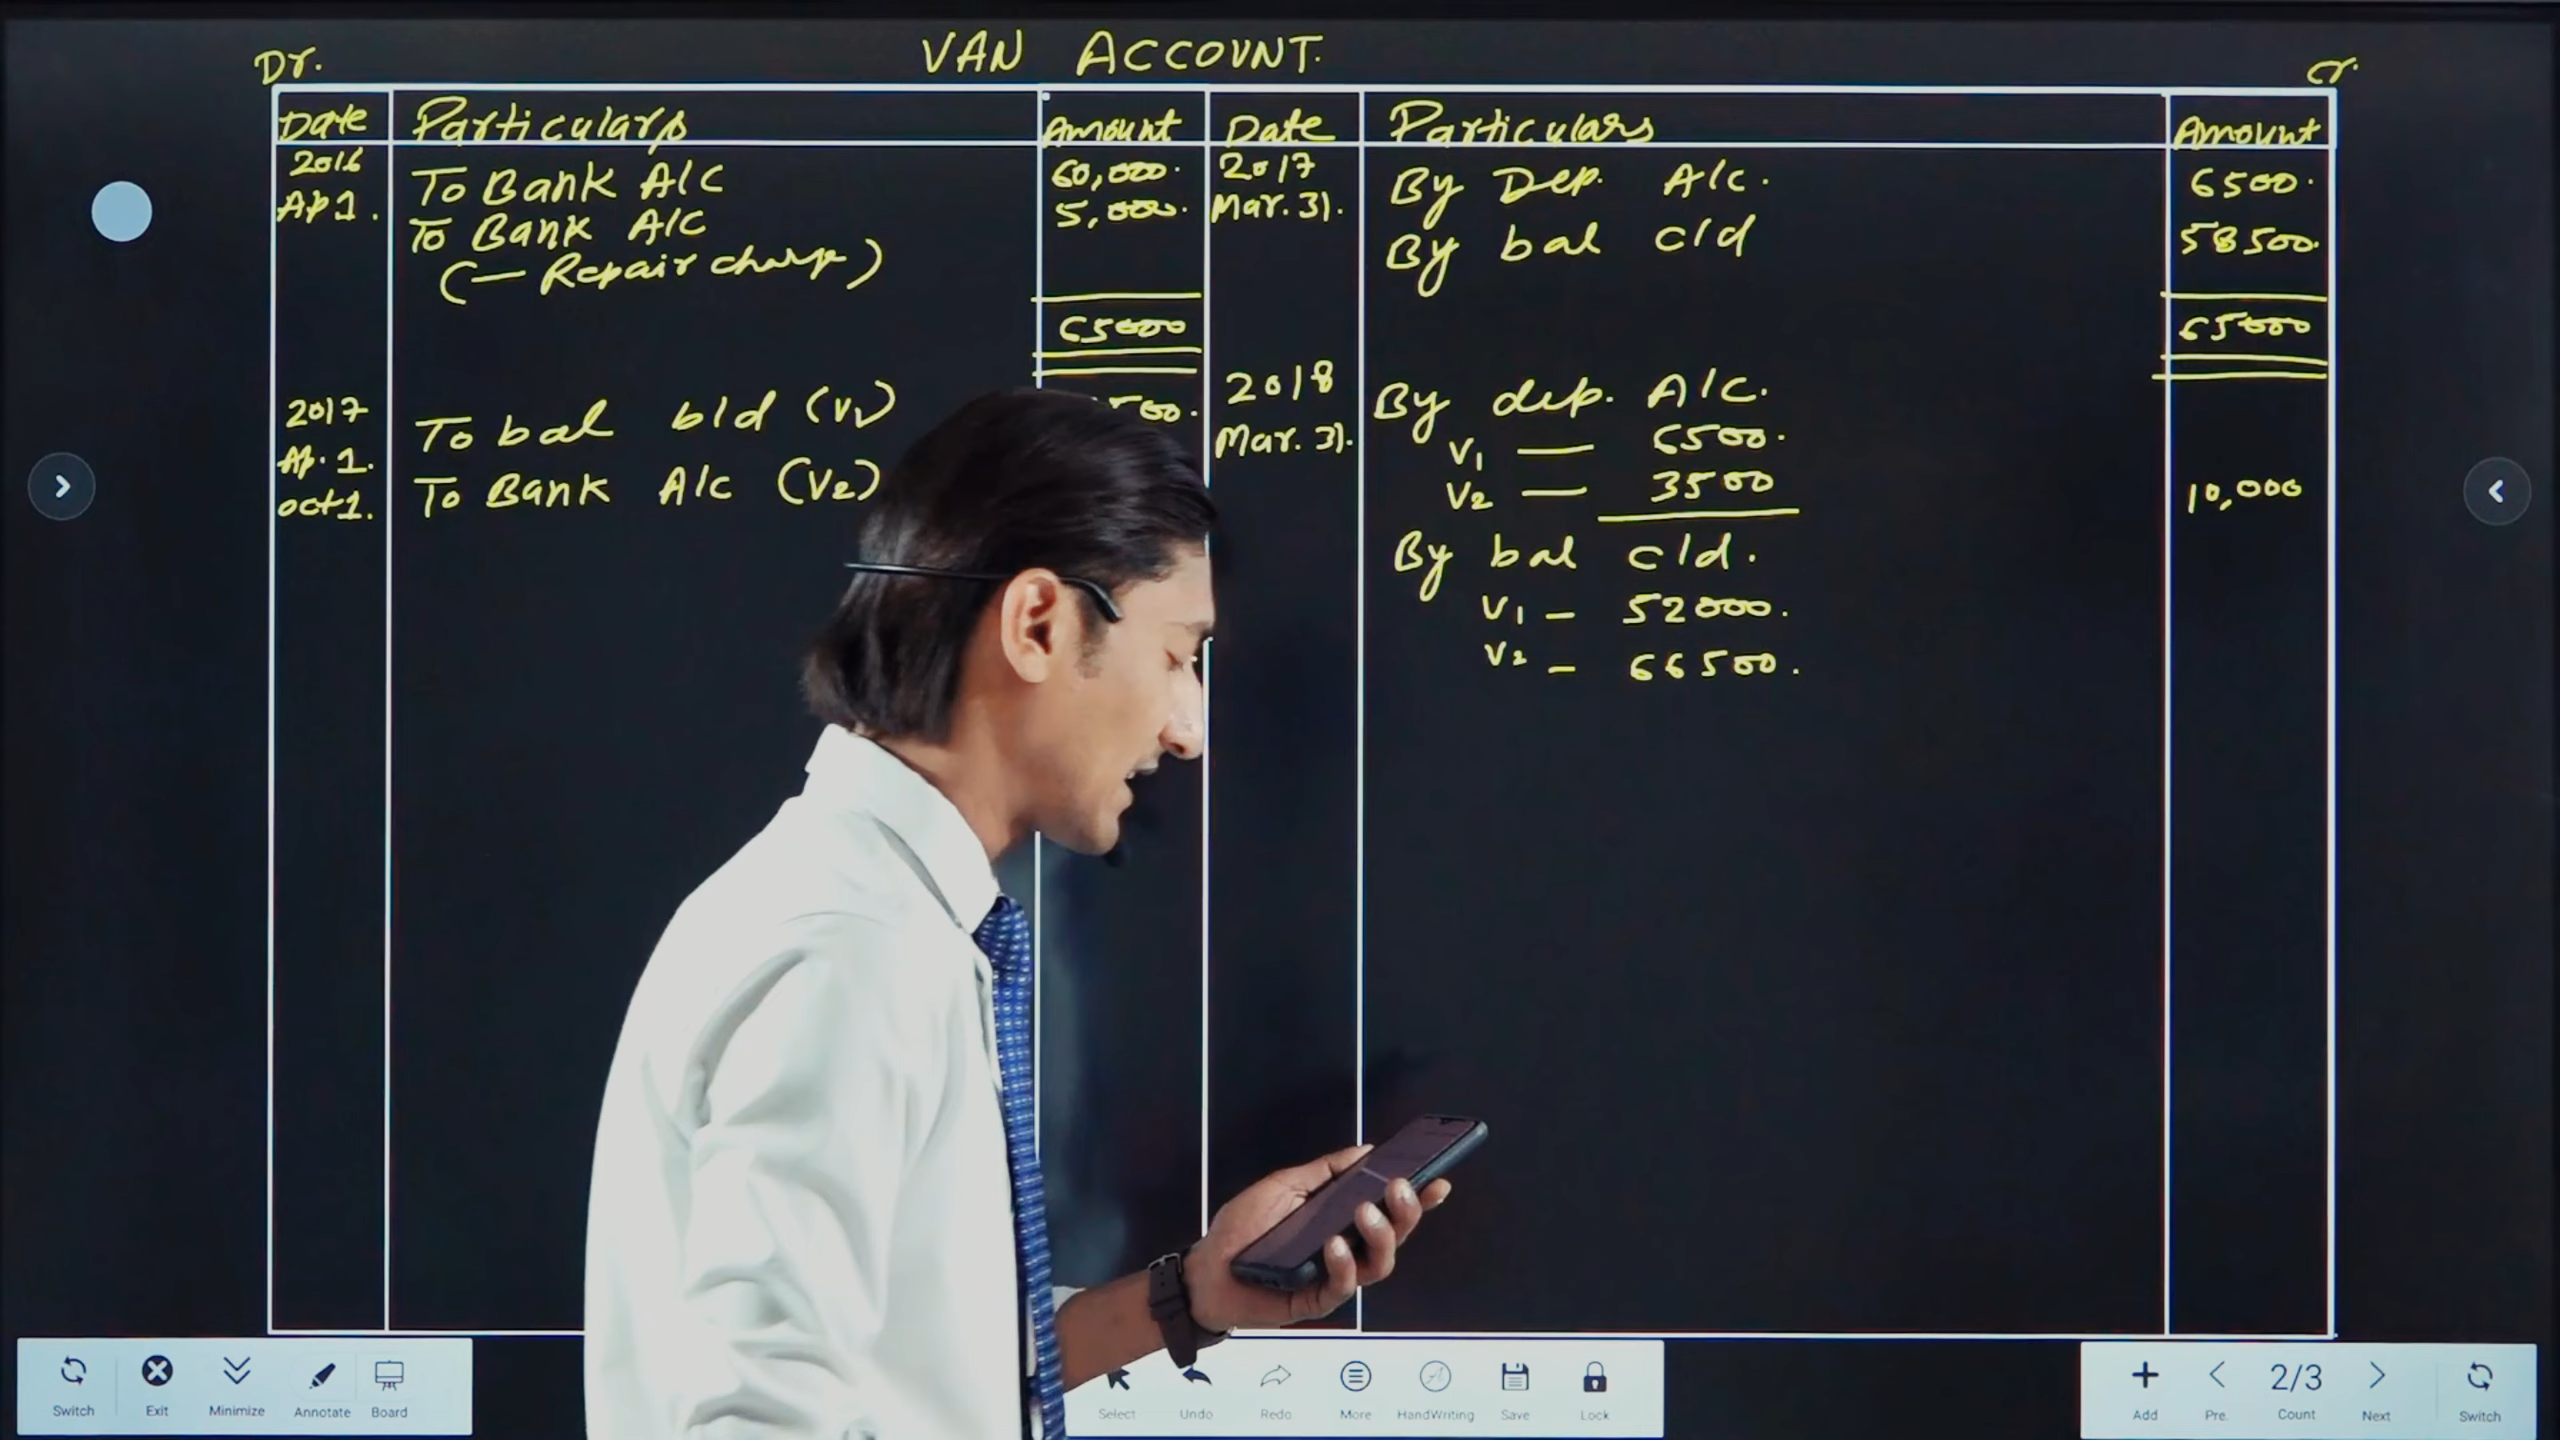 VAN ACCOUNT.
Dr.
Cr.
Date Particulars Amount Date Particulars Amount
2016 To Bank A/c 60,000. 2017 By Dep. A/c. 6500.
Ap 1. To Bank A/c 5,000. Mar. 31. By bal c/d 58500.
(— Repair charge)
65000 65000
2017 To bal b/d (V1) 500. 2018 By dep. A/c.
Ap. 1. Mar. 31. V1 — 6500.
oct 1. To Bank A/c (V2) V2 — 3500 10,000
By bal c/d.
V1 – 52000.
V2 – 66500.
Switch Exit Minimize Annotate Board Select Undo Redo More HandWriting Save Lock Add Pre. 2/3 Count Next Switch